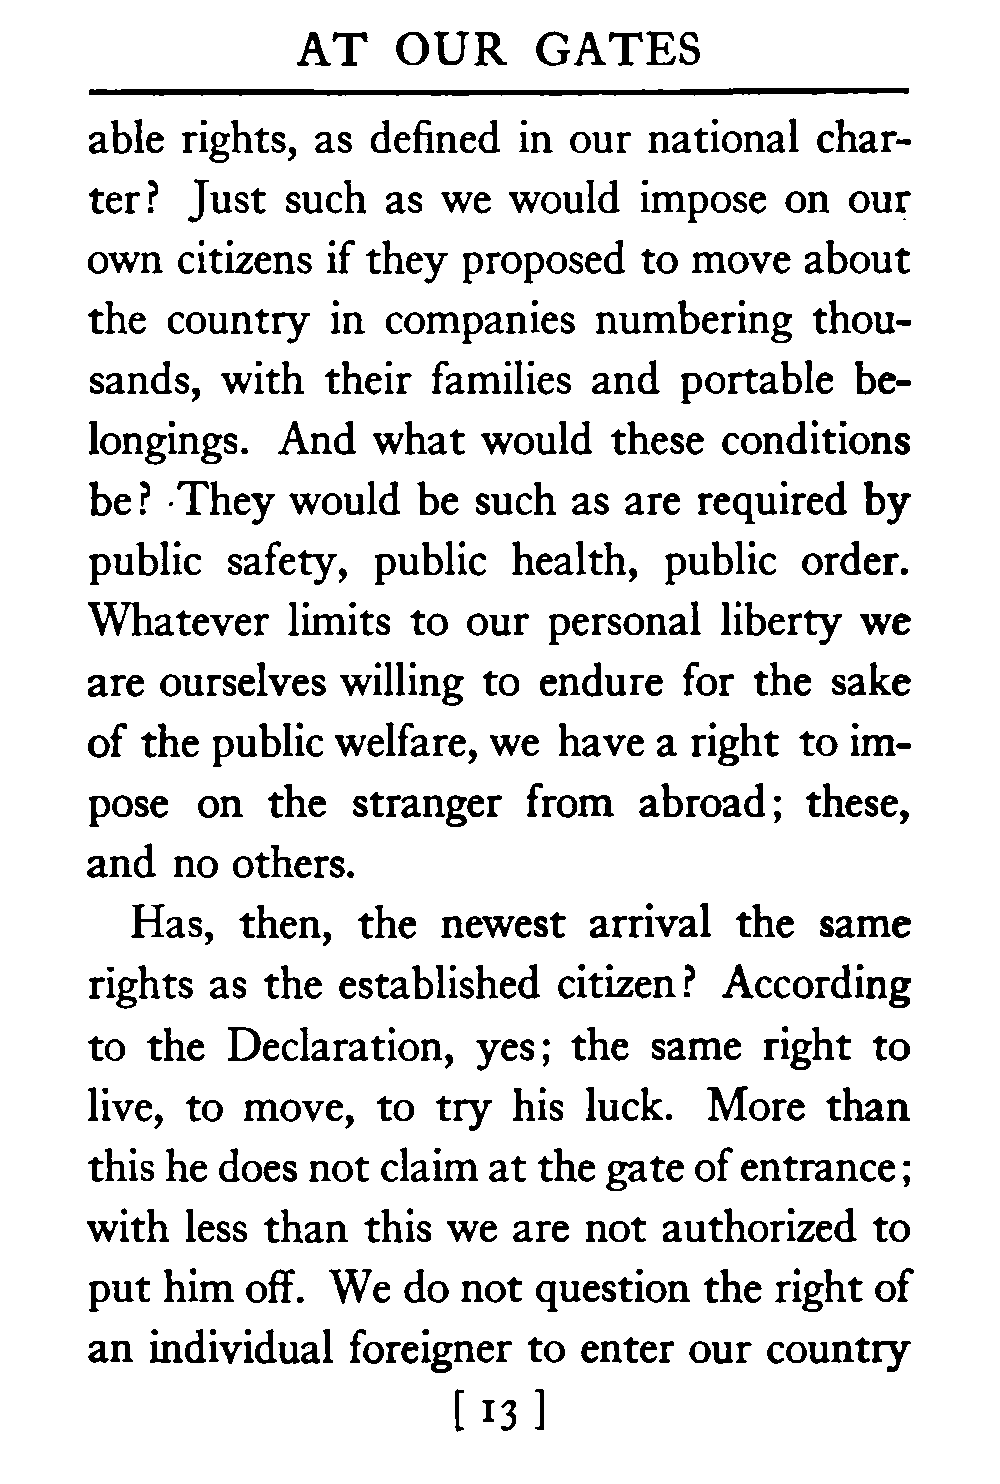 AT OUR GATES
able rights, as defined in our national char-
ter? Just such as we would impose on our
own citizens if they proposed to move about
the country in companies numbering thou-
sands, with their families and portable be-
longings. And what would these conditions
be? They would be such as are required by
public safety, public health, public order.
Whatever limits to our personal liberty we
are ourselves willing to endure for the sake
of the public welfare, we have a right to im-
pose on the stranger from abroad; these,
and no others.
Has, then, the newest arrival the same
rights as the established citizen? According
to the Declaration, yes; the same right to
live, to move, to try his luck. More than
this he does not claim at the gate of entrance;
with less than this we are not authorized to
put him off. We do not question the right of
an individual foreigner to enter our country
[ 13 ]